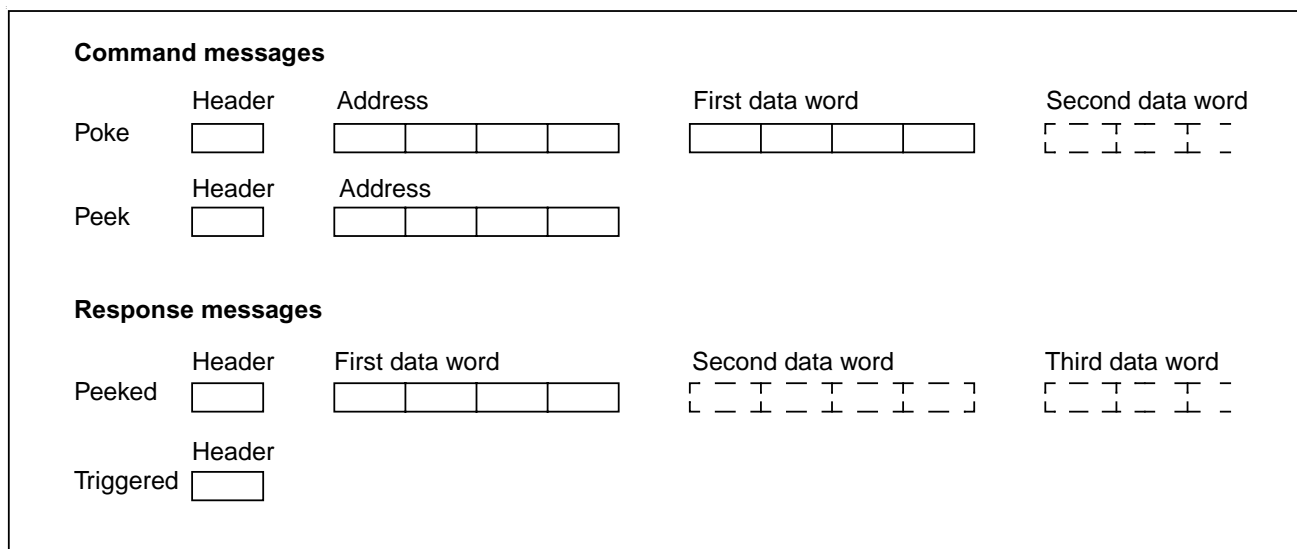 Command messages
Header Address First data word Second data word
Poke
Header Address
Peek
Response messages
Header First data word Second data word Third data word
Peeked
Header
Triggered